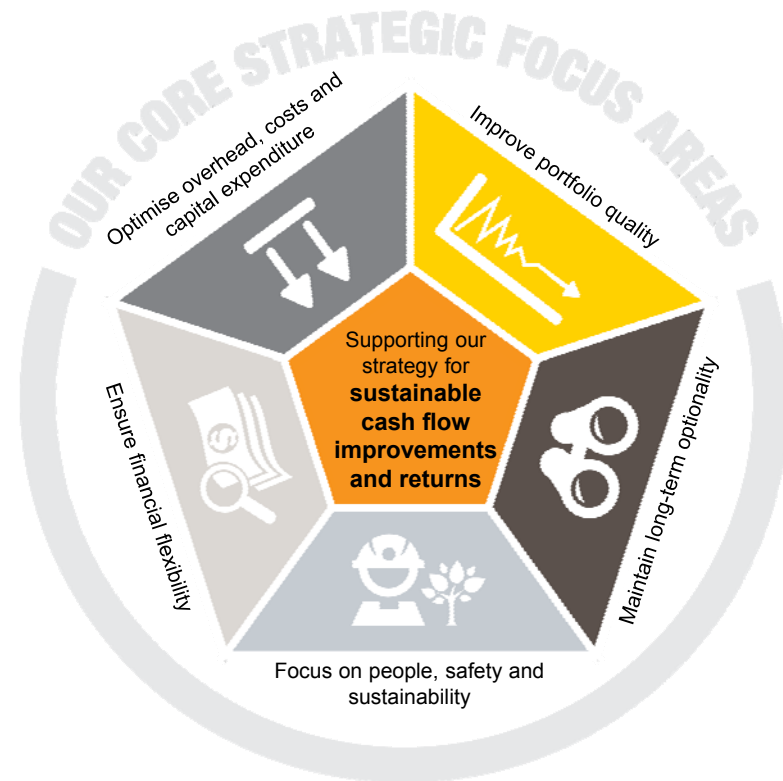 OUR CORE STRATEGIC FOCUS AREAS
Optimise overhead, costs and
capital expenditure
Improve portfolio quality
Supporting our
strategy for
sustainable
cash flow
improvements
and returns
Ensure financial flexibility
Maintain long-term optionality
Focus on people, safety and
sustainability